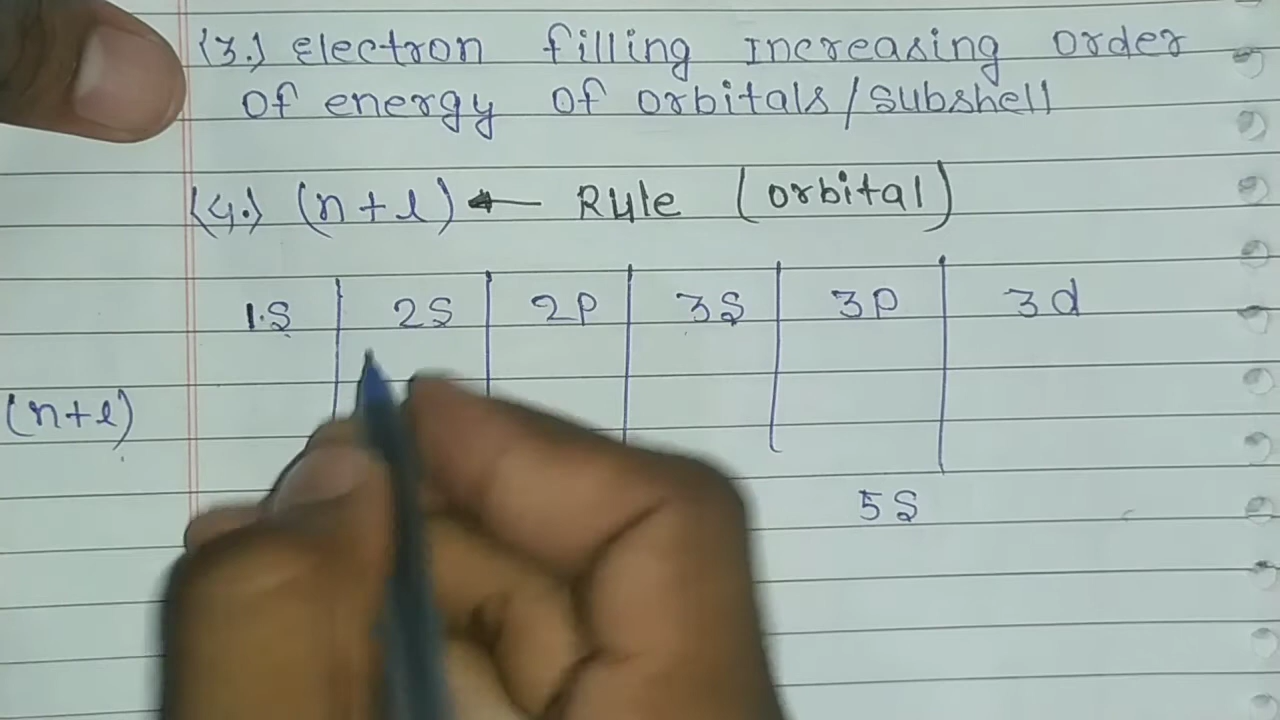 (3.) Electron filling Increasing order
of energy of orbitals/subshell
(4.) (n+l) ← Rule (orbital)
1s 2s 2p 3s 3p 3d
(n+l)
5s